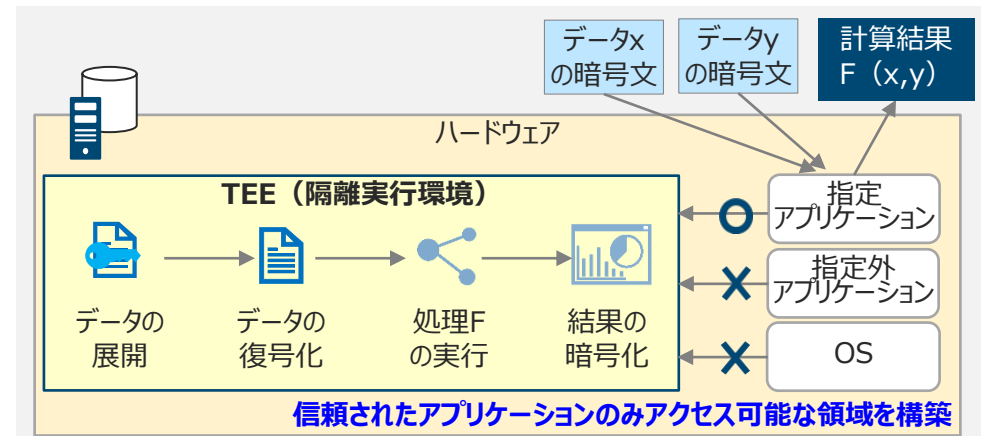 データx
の暗号文
データy
の暗号文
計算結果
F（x,y）
ハードウェア
TEE（隔離実行環境）
指定
アプリケーション
指定外
アプリケーション
OS
データの
展開
データの
復号化
処理F
の実行
結果の
暗号化
信頼されたアプリケーションのみアクセス可能な領域を構築